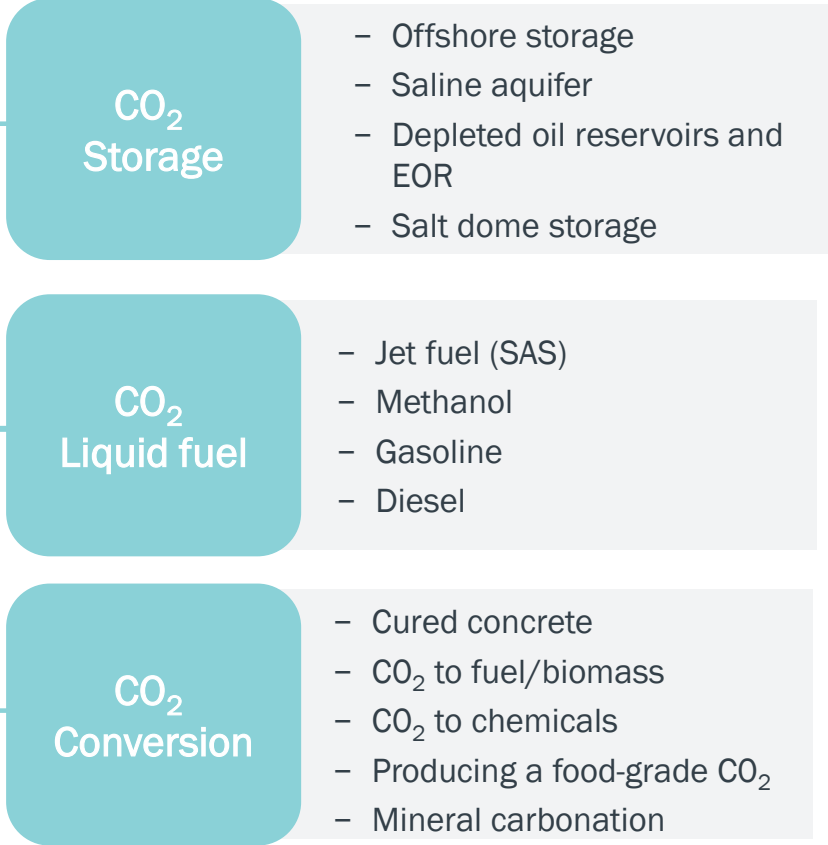 CO₂
Storage
– Offshore storage
– Saline aquifer
– Depleted oil reservoirs and
EOR
– Salt dome storage
CO₂
Liquid fuel
– Jet fuel (SAS)
– Methanol
– Gasoline
– Diesel
CO₂
Conversion
– Cured concrete
– CO₂ to fuel/biomass
– CO₂ to chemicals
– Producing a food-grade CO₂
– Mineral carbonation